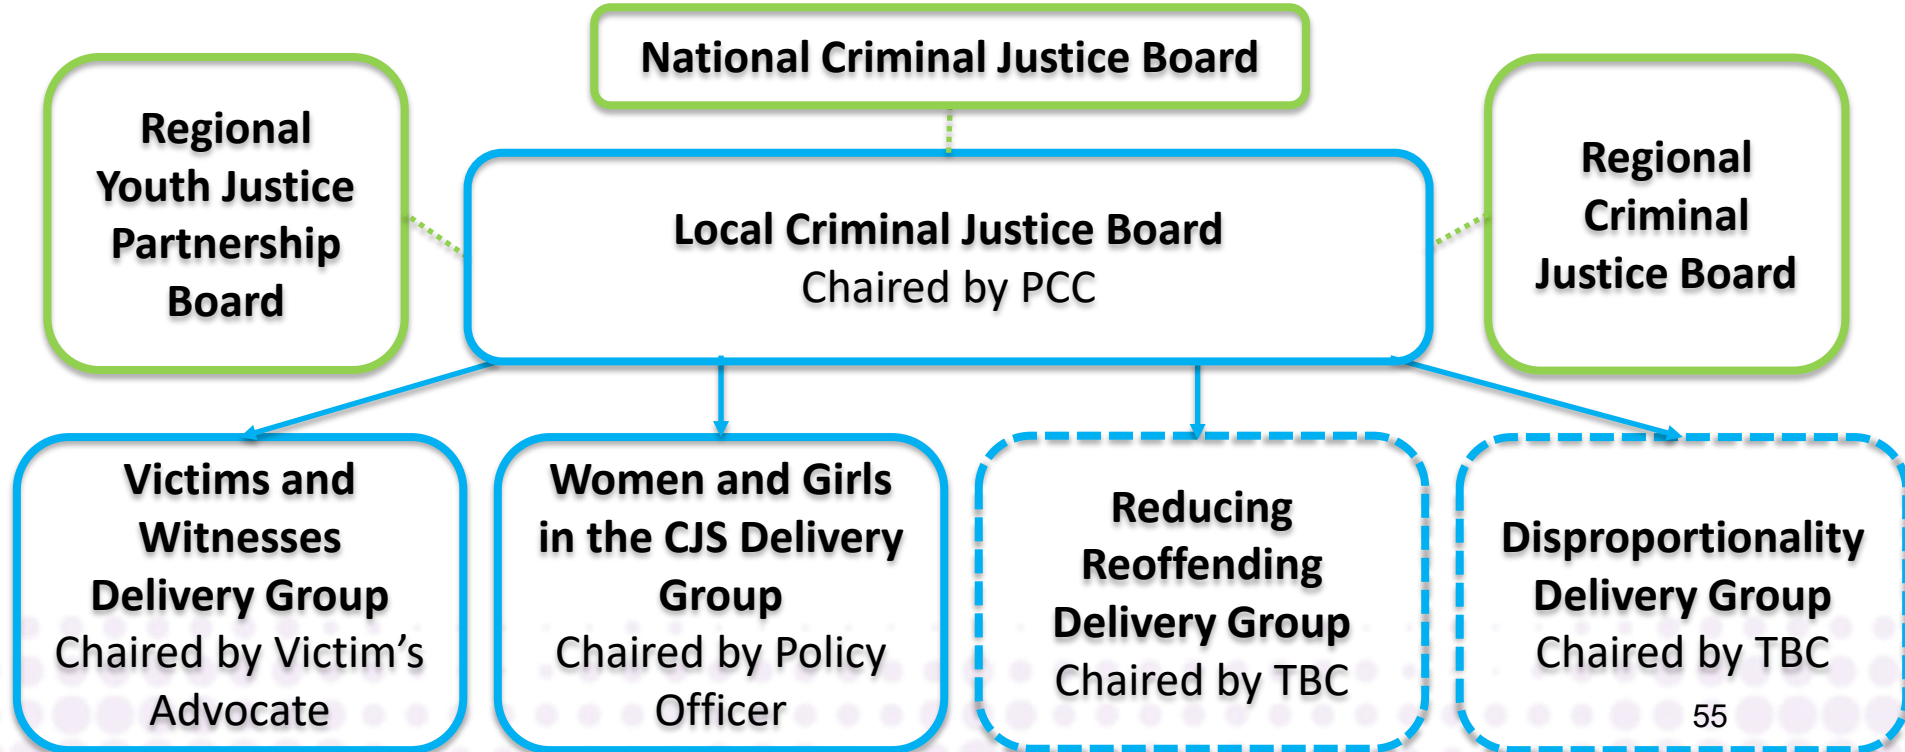 National Criminal Justice Board
Regional
Youth Justice
Partnership
Board
Local Criminal Justice Board
Chaired by PCC
Regional
Criminal
Justice Board
Victims and
Witnesses
Delivery Group
Chaired by Victim’s
Advocate
Women and Girls
in the CJS Delivery
Group
Chaired by Policy
Officer
Reducing
Reoffending
Delivery Group
Chaired by TBC
Disproportionality
Delivery Group
Chaired by TBC
55